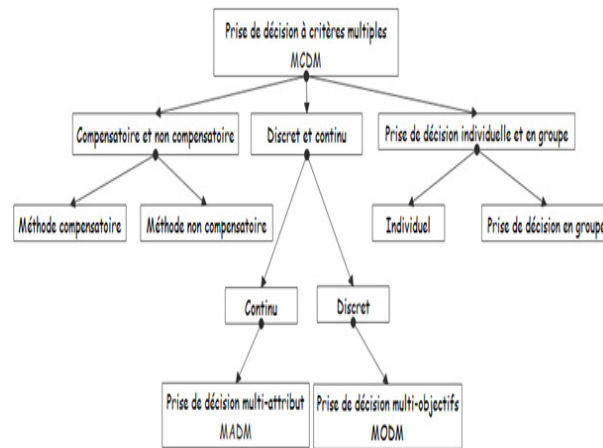 Prise de décision à critères multiples
MCDM
Compensatoire et non compensatoire
Discret et continu
Prise de décision individuelle et en groupe
Méthode compensatoire
Méthode non compensatoire
Individuel
Prise de décision en groupe
Continu
Discret
Prise de décision multi-attribut
MADM
Prise de décision multi-objectifs
MODM